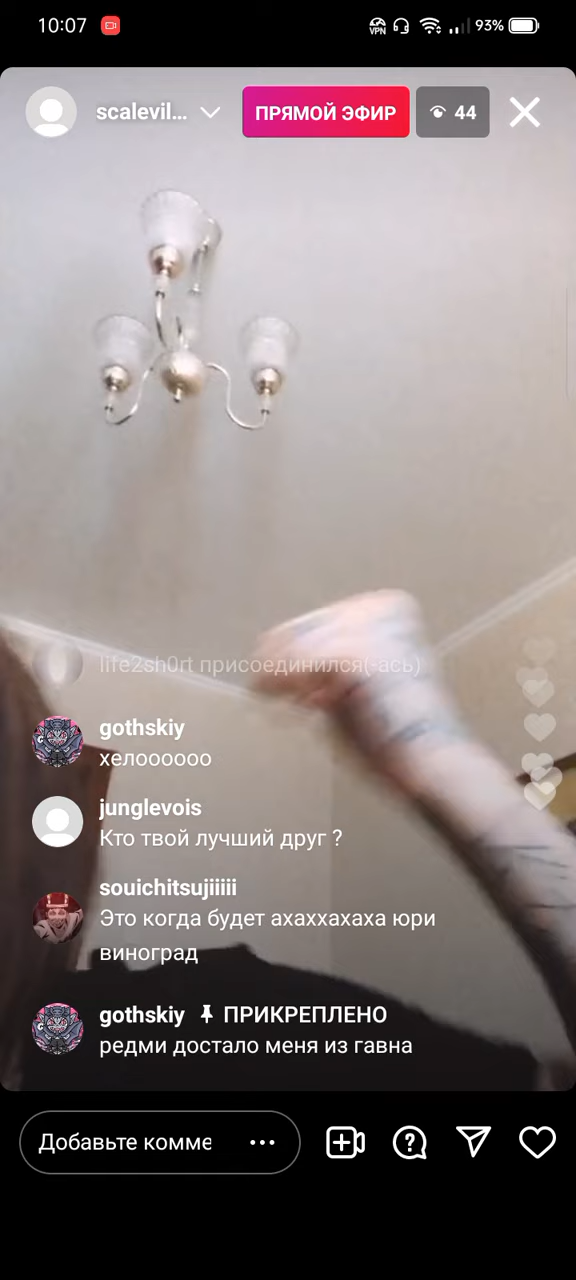 10:07
VPN
93%
scalevil...
ПРЯМОЙ ЭФИР
44
life2sh0rt присоединился(-ась)
gothskiy
хелоооооо
junglevois
Кто твой лучший друг ?
souichitsujiiiii
Это когда будет ахаххахаха юри
виноград
gothskiy ПРИКРЕПЛЕНО
редми достало меня из гавна
Добавьте комме